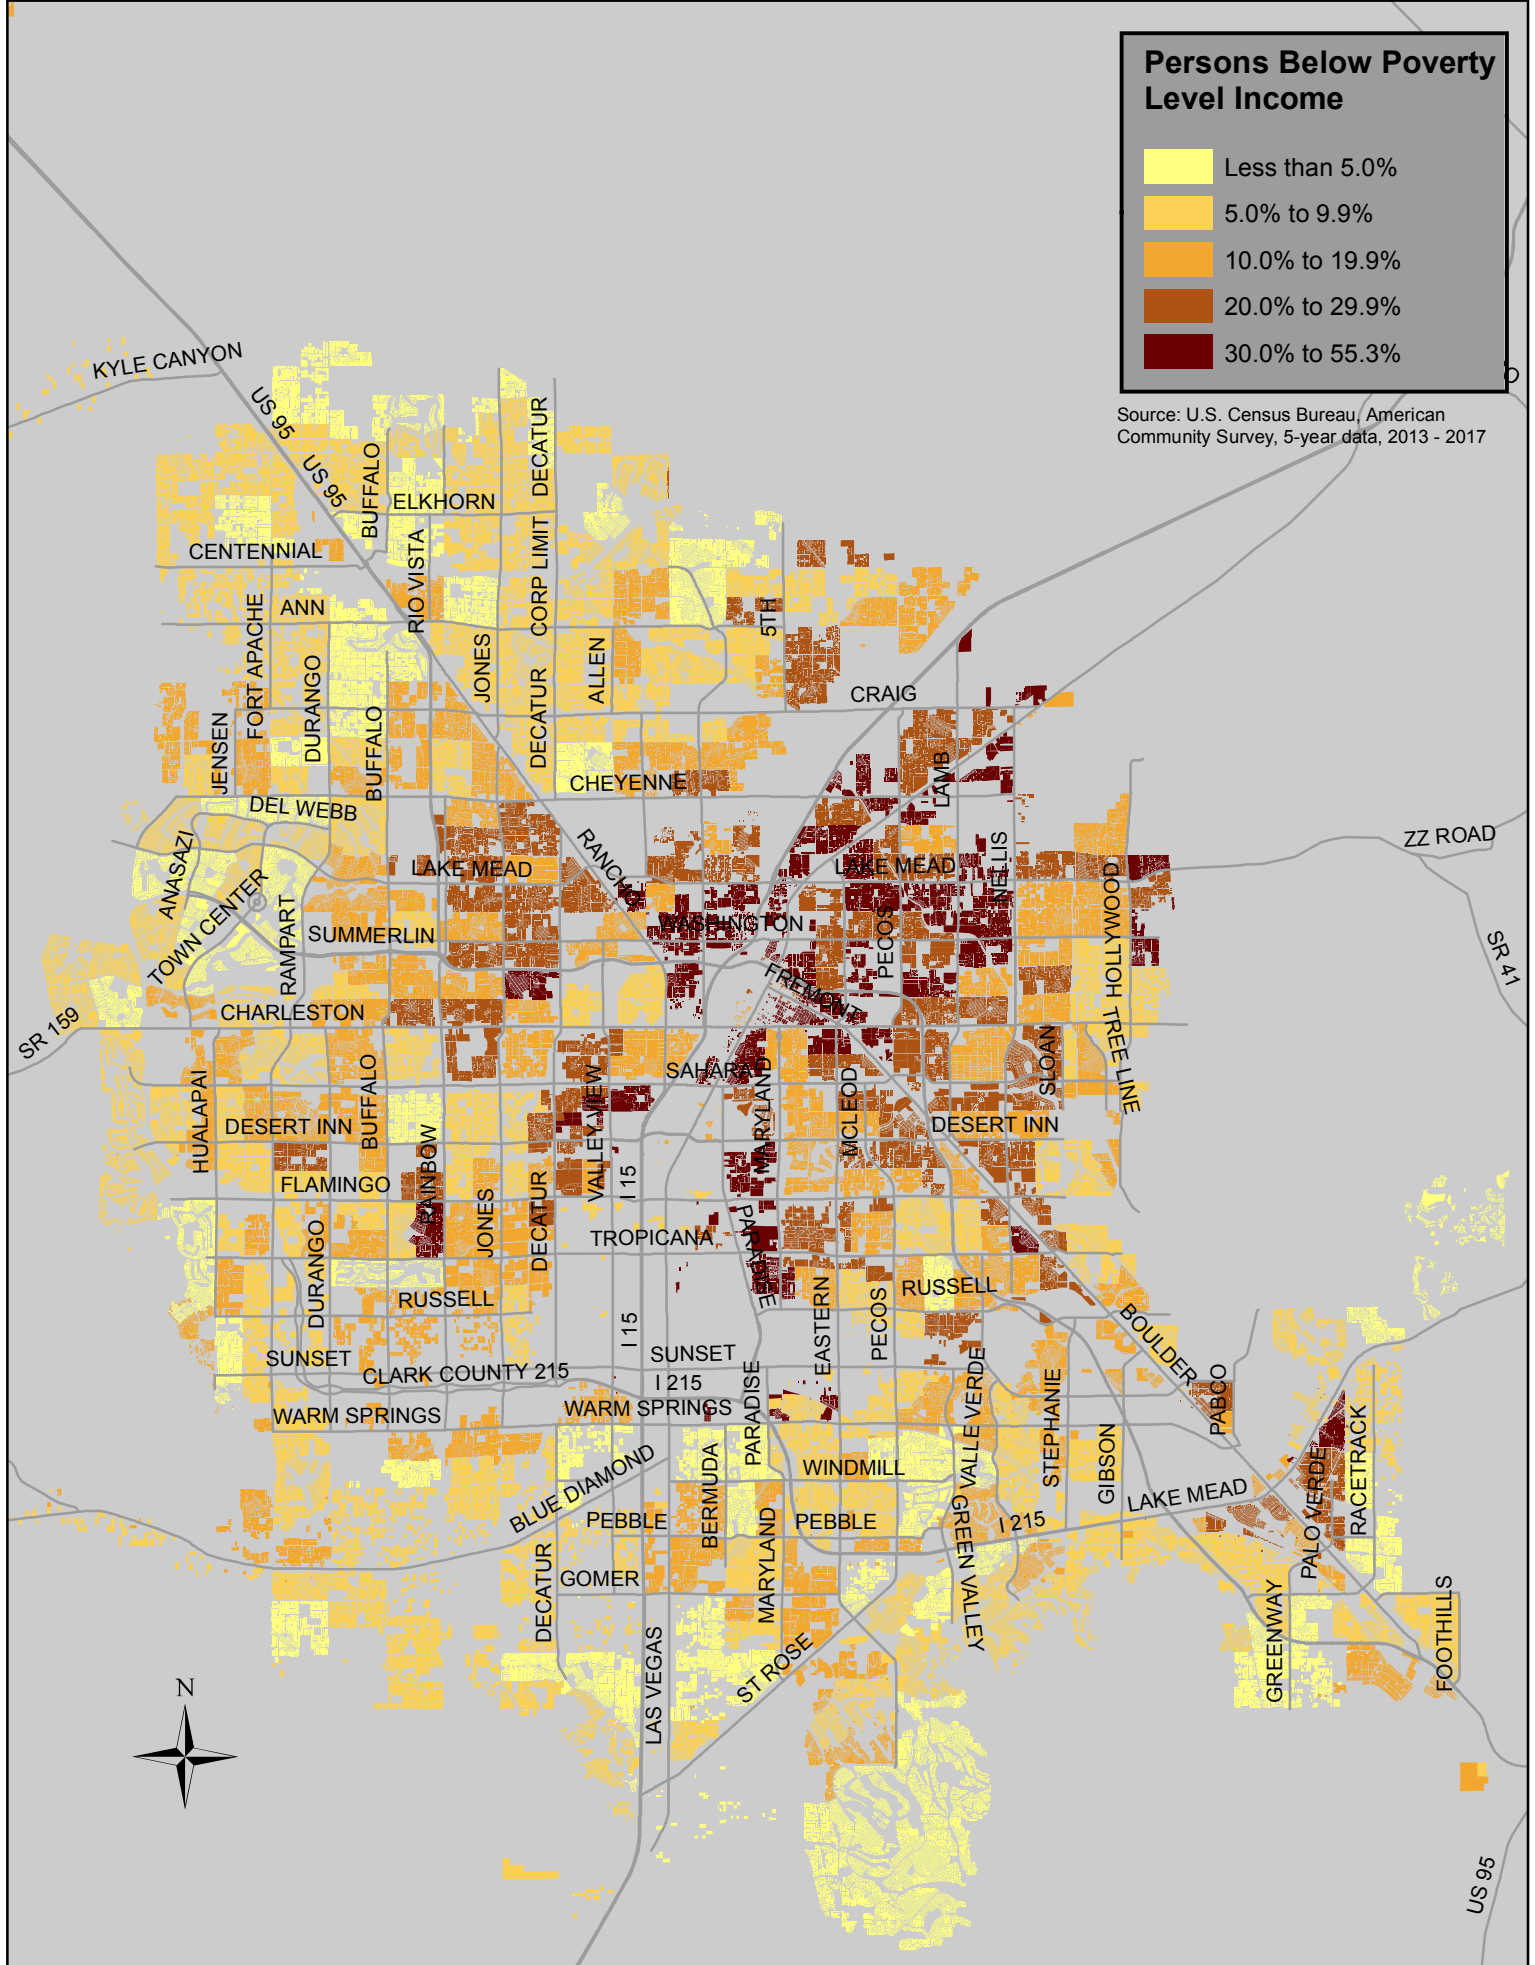 Persons Below Poverty
Level Income
Less than 5.0%
5.0% to 9.9%
10.0% to 19.9%
20.0% to 29.9%
30.0% to 55.3%
Source: U.S. Census Bureau, American
Community Survey, 5-year data, 2013 - 2017
KYLE CANYON
US 95
US 95
BUFFALO
ELKHORN
DECATUR
CENTENNIAL
RIO VISTA
CORP LIMIT
ANN
5TH
FORT APACHE
DURANGO
JONES
ALLEN
DECATUR
CRAIG
JENSEN
BUFFALO
CHEYENNE
LAMB
DEL WEBB
ANASAZI
LAKE MEAD
RANCHO
LAKE MEAD
NELLIS
ZZ ROAD
TOWN CENTER
RAMPART
SUMMERLIN
WASHINGTON
PECOS
HOLLYWOOD
SR 41
FREMONT
CHARLESTON
SR 159
TREE LINE
HUALAPAI
BUFFALO
SAHARA
VALLEY VIEW
MARYLAND
MCLEOD
SLOAN
DESERT INN
DESERT INN
RAINBOW
FLAMINGO
I 15
JONES
DECATUR
TROPICANA
PARADISE
DURANGO
RUSSELL
RUSSELL
EASTERN
PECOS
I 15
BOULDER
SUNSET
SUNSET
CLARK COUNTY 215
I 215
PARADISE
VALLE VERDE
STEPHANIE
PABCO
WARM SPRINGS
WARM SPRINGS
RACETRACK
BLUE DIAMOND
BERMUDA
WINDMILL
GIBSON
PALO VERDE
LAKE MEAD
PEBBLE
PEBBLE
I 215
MARYLAND
GREEN VALLEY
DECATUR
GOMER
GREENWAY
FOOTHILLS
LAS VEGAS
ST ROSE
N
US 95